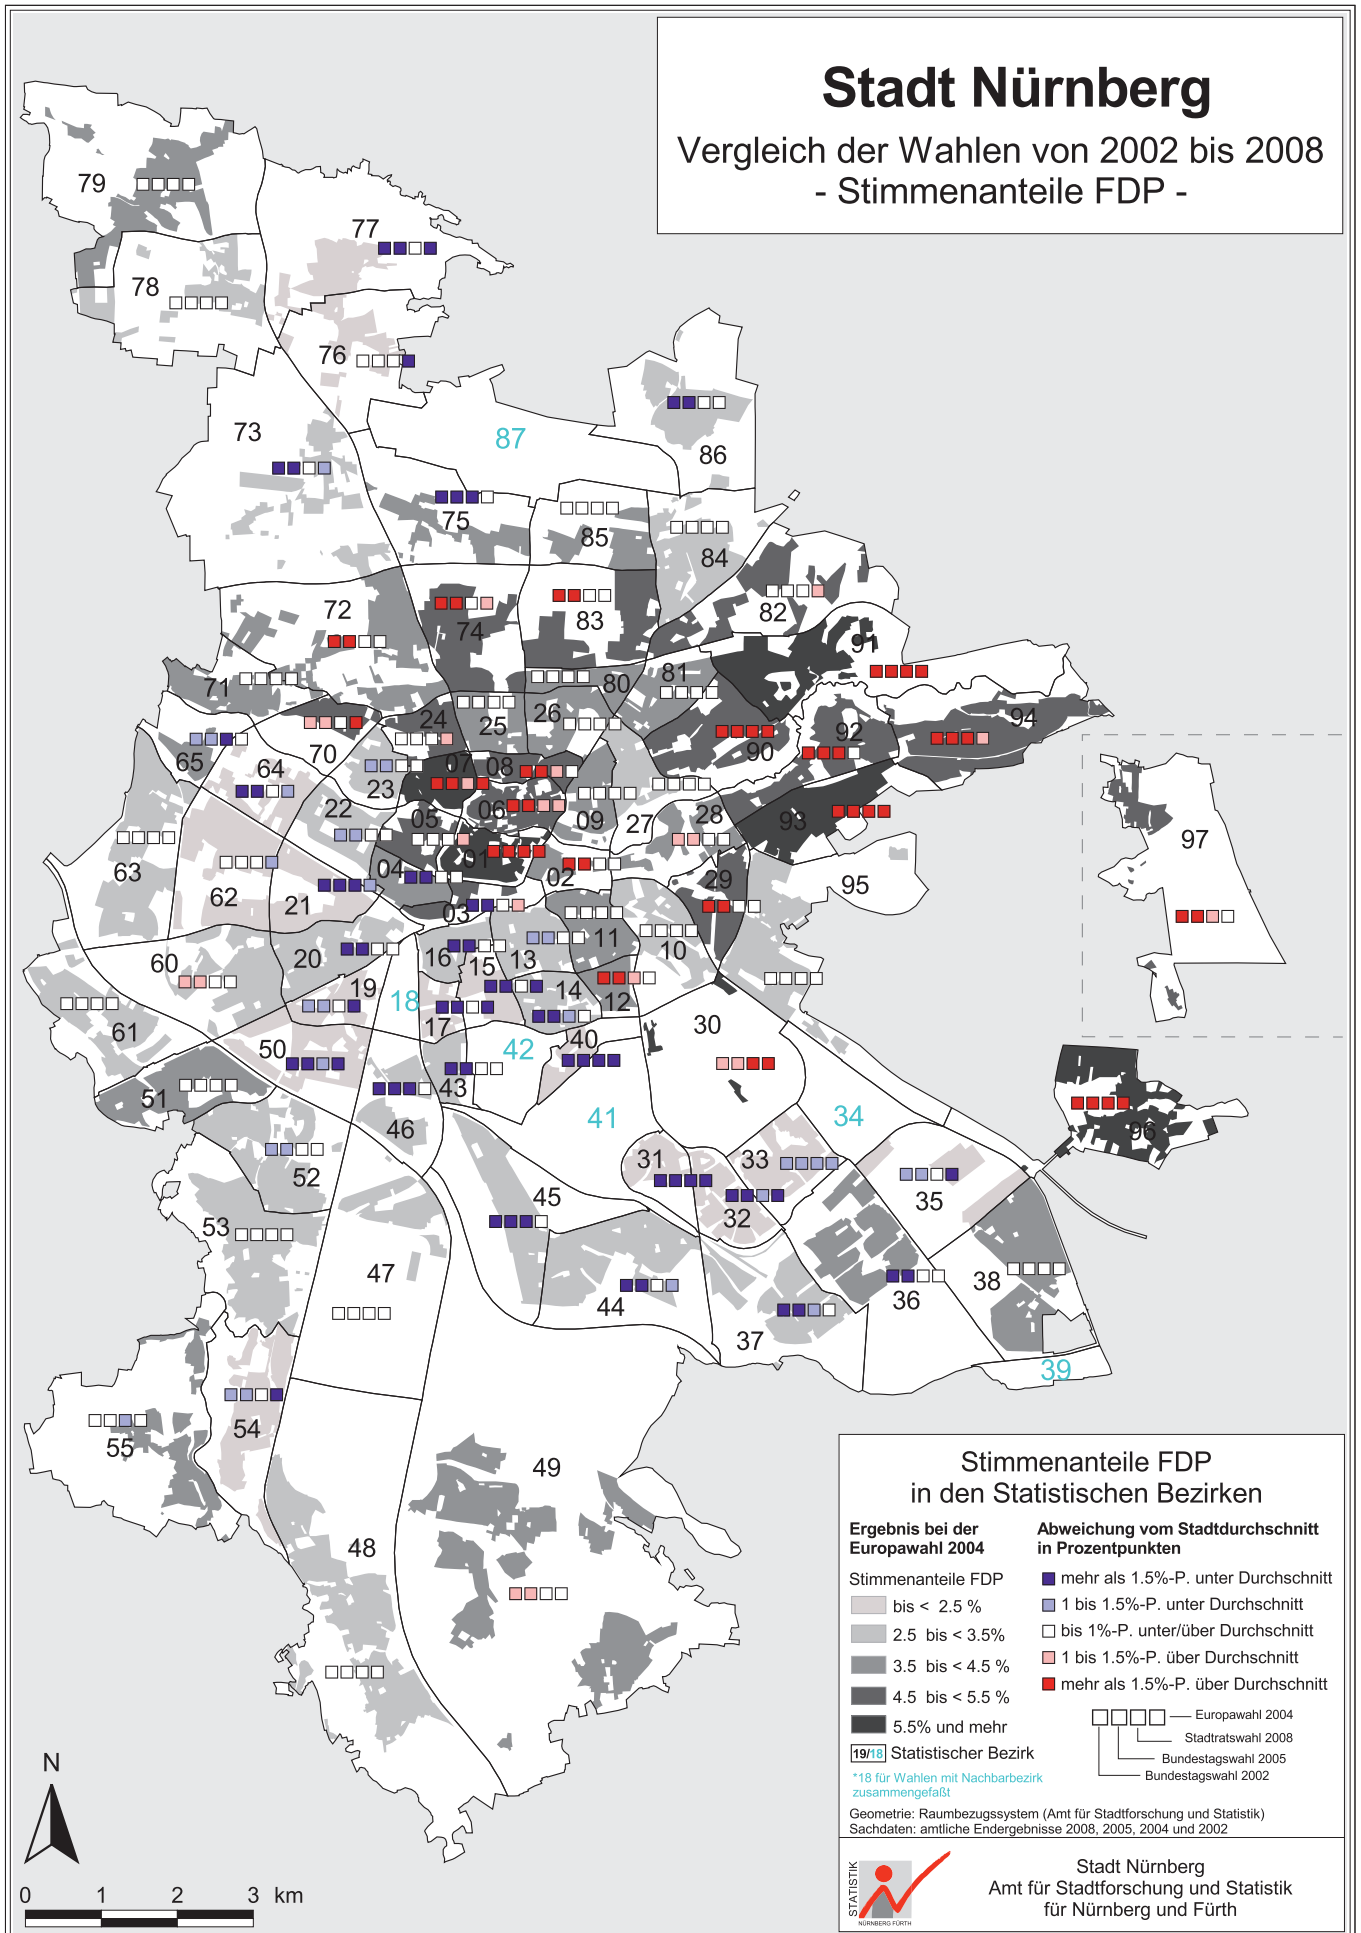 Stadt Nürnberg
Vergleich der Wahlen von 2002 bis 2008
- Stimmenanteile FDP -
79
77
78
76
73
87
86
75
85
84
72
74
83
82
91
71
81
80
24
25
26
94
92
90
70
65
64
07
08
23
97
22
05
06
09
27
28
93
63
04
01
02
29
95
62
21
03
11
10
60
20
16
15
13
19
18
14
12
61
17
30
50
42
40
51
43
41
34
96
46
31
33
52
35
32
45
53
47
38
44
36
37
39
54
55
49
48
Stimmenanteile FDP
in den Statistischen Bezirken
Ergebnis bei der
Europawahl 2004
Stimmenanteile FDP
bis < 2.5 %
2.5 bis < 3.5%
3.5 bis < 4.5 %
4.5 bis < 5.5 %
5.5% und mehr
19/18 Statistischer Bezirk
*18 für Wahlen mit Nachbarbezirk
zusammengefaßt
Abweichung vom Stadtdurchschnitt
in Prozentpunkten
mehr als 1.5%-P. unter Durchschnitt
1 bis 1.5%-P. unter Durchschnitt
bis 1%-P. unter/über Durchschnitt
1 bis 1.5%-P. über Durchschnitt
mehr als 1.5%-P. über Durchschnitt
Europawahl 2004
Stadtratswahl 2008
Bundestagswahl 2005
Bundestagswahl 2002
Geometrie: Raumbezugssystem (Amt für Stadtforschung und Statistik)
Sachdaten: amtliche Endergebnisse 2008, 2005, 2004 und 2002
STATISTIK
NÜRNBERG FÜRTH
Stadt Nürnberg
Amt für Stadtforschung und Statistik
für Nürnberg und Fürth
N
0 1 2 3 km